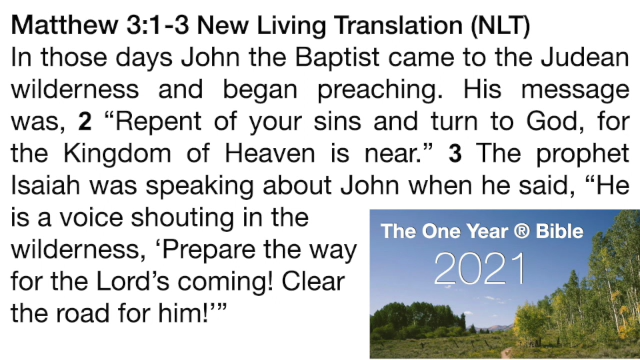 Matthew 3:1-3 New Living Translation (NLT)
In those days John the Baptist came to the Judean
wilderness and began preaching. His message
was, 2 “Repent of your sins and turn to God, for
the Kingdom of Heaven is near.” 3 The prophet
Isaiah was speaking about John when he said, “He
is a voice shouting in the
wilderness, ‘Prepare the way
for the Lord’s coming! Clear
the road for him!’”
The One Year ® Bible
2021